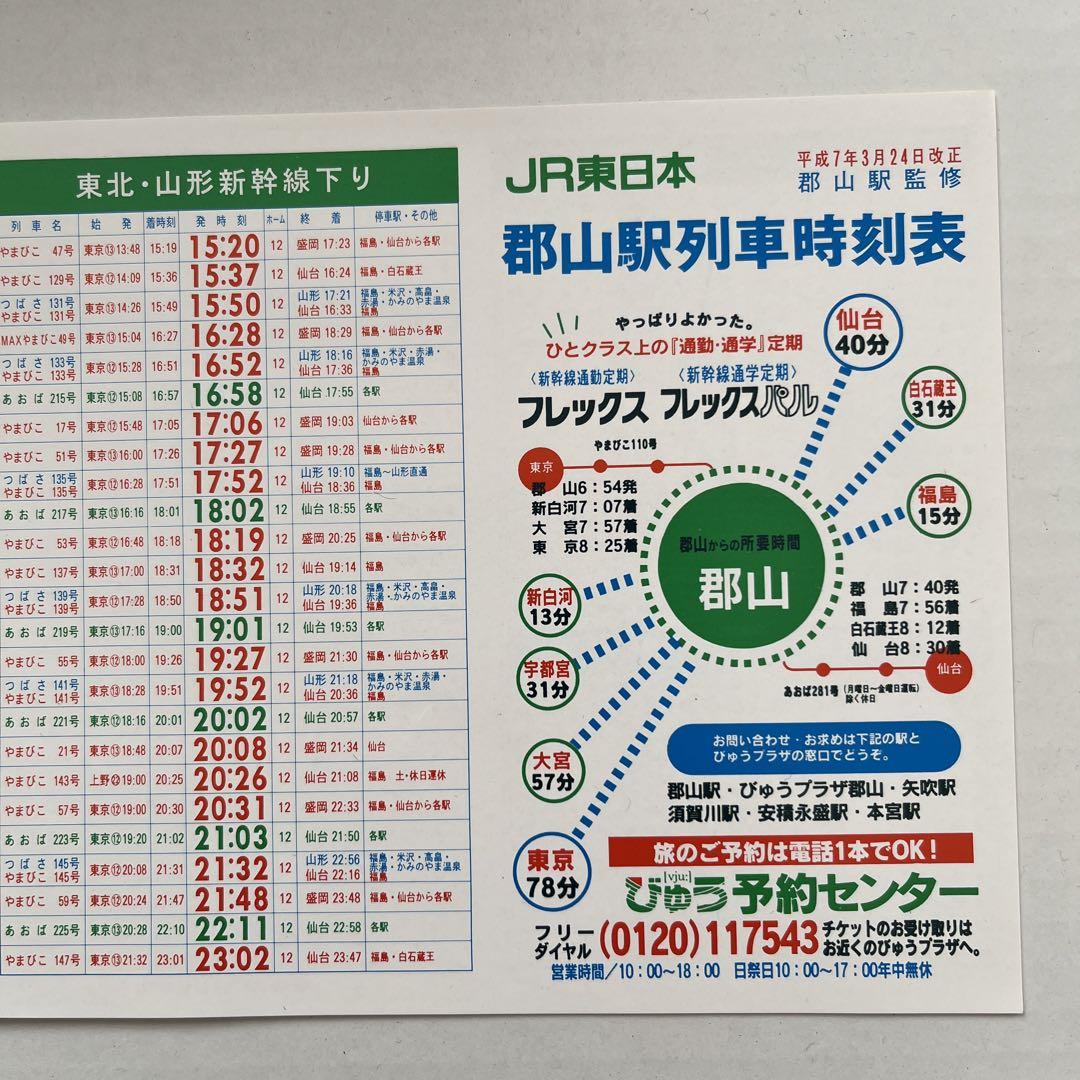 東北・山形新幹線下り
列車名 始発 着時刻 発時刻 ホーム 終着 停車駅・その他
やまびこ 47号 東京⑬13:48 15:19 15:20 12 盛岡 17:23 福島・仙台から各駅
やまびこ 129号 東京⑫14:09 15:36 15:37 12 仙台 16:24 福島・白石蔵王
つばさ 131号 やまびこ 131号 東京⑬14:26 15:49 15:50 12 山形 17:21 仙台 16:33 福島・米沢・高畠・赤湯・かみのやま温泉 福島
MAXやまびこ49号 東京⑬15:04 16:27 16:28 12 盛岡 18:29 福島・仙台から各駅
つばさ 133号 やまびこ 133号 東京⑫15:28 16:51 16:52 12 山形 18:16 仙台 17:36 福島・米沢・赤湯・かみのやま温泉 福島
あおば 215号 東京⑫15:08 16:57 16:58 12 仙台 17:55 各駅
やまびこ 17号 東京⑫15:48 17:05 17:06 12 盛岡 19:03 仙台から各駅
やまびこ 51号 東京⑬16:00 17:26 17:27 12 盛岡 19:28 福島・仙台から各駅
つばさ 135号 やまびこ 135号 東京⑫16:28 17:51 17:52 12 山形 19:10 仙台 18:36 福島~山形直通 福島
あおば 217号 東京⑬16:16 18:01 18:02 12 仙台 18:55 各駅
やまびこ 53号 東京⑫16:48 18:18 18:19 12 盛岡 20:25 福島・仙台から各駅
やまびこ 137号 東京⑬17:00 18:31 18:32 12 仙台 19:14 福島
つばさ 139号 やまびこ 139号 東京⑫17:28 18:50 18:51 12 山形 20:18 仙台 19:36 福島・米沢・高畠・赤湯・かみのやま温泉 福島
あおば 219号 東京⑬17:16 19:00 19:01 12 仙台 19:53 各駅
やまびこ 55号 東京⑫18:00 19:26 19:27 12 盛岡 21:30 福島・仙台から各駅
つばさ 141号 やまびこ 141号 東京⑬18:28 19:51 19:52 12 山形 21:18 仙台 20:36 福島・米沢・赤湯・かみのやま温泉 福島
あおば 221号 東京⑫18:16 20:01 20:02 12 仙台 20:57 各駅
やまびこ 21号 東京⑬18:48 20:07 20:08 12 盛岡 21:34 仙台
やまびこ 143号 上野㉒19:00 20:25 20:26 12 仙台 21:08 福島 土・休日運休
やまびこ 57号 東京⑫19:00 20:30 20:31 12 盛岡 22:33 福島・仙台から各駅
あおば 223号 東京⑫19:20 21:02 21:03 12 仙台 21:50 各駅
つばさ 145号 やまびこ 145号 東京⑫20:08 21:31 21:32 12 山形 22:56 仙台 22:16 福島・米沢・高畠・赤湯・かみのやま温泉 福島
やまびこ 59号 東京⑫20:24 21:47 21:48 12 盛岡 23:48 福島・仙台から各駅
あおば 225号 東京⑬20:28 22:10 22:11 12 仙台 22:58 各駅
やまびこ 147号 東京⑬21:32 23:01 23:02 12 仙台 23:47 福島・白石蔵王
JR東日本
平成7年3月24日改正
郡山駅監修
郡山駅列車時刻表
やっぱりよかった。
ひとクラス上の『通勤・通学』定期
〈新幹線通勤定期〉 〈新幹線通学定期〉
フレックス フレックスパル
仙台
40分
白石蔵王
31分
福島
15分
やまびこ110号
東京
郡山6:54発
新白河7:07着
大宮7:57着
東京8:25着
郡山からの所要時間
郡山
新白河
13分
宇都宮
31分
大宮
57分
東京
78分
郡山7:40発
福島7:56着
白石蔵王8:12着
仙台8:30着
仙台
あおば281号 (月曜日~金曜日運転)
除く休日
お問い合わせ・お求めは下記の駅と
びゅうプラザの窓口でどうぞ。
郡山駅・びゅうプラザ郡山・矢吹駅
須賀川駅・安積永盛駅・本宮駅
旅のご予約は電話1本でOK!
[vju:]
びゅう予約センター
フリーダイヤル (0120)117543 チケットのお受け取りは
お近くのびゅうプラザへ。
営業時間/10:00~18:00 日祭日10:00~17:00年中無休